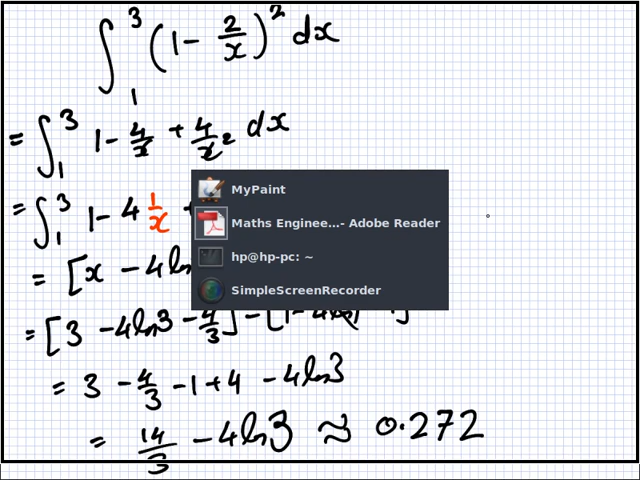 ∫₁³ (1 - 2/x)² dx
= ∫₁³ 1 - 4/x + 4/x² dx
= ∫₁³ 1 - 4 1/x +
MyPaint
Maths Enginee...- Adobe Reader
= [x - 4ln
hp@hp-pc: ~
SimpleScreenRecorder
= [3 - 4ln3 - 4/3] - [1 - 4ln1
= 3 - 4/3 - 1 + 4 - 4ln3
= 14/3 - 4ln3 ≈ 0.272